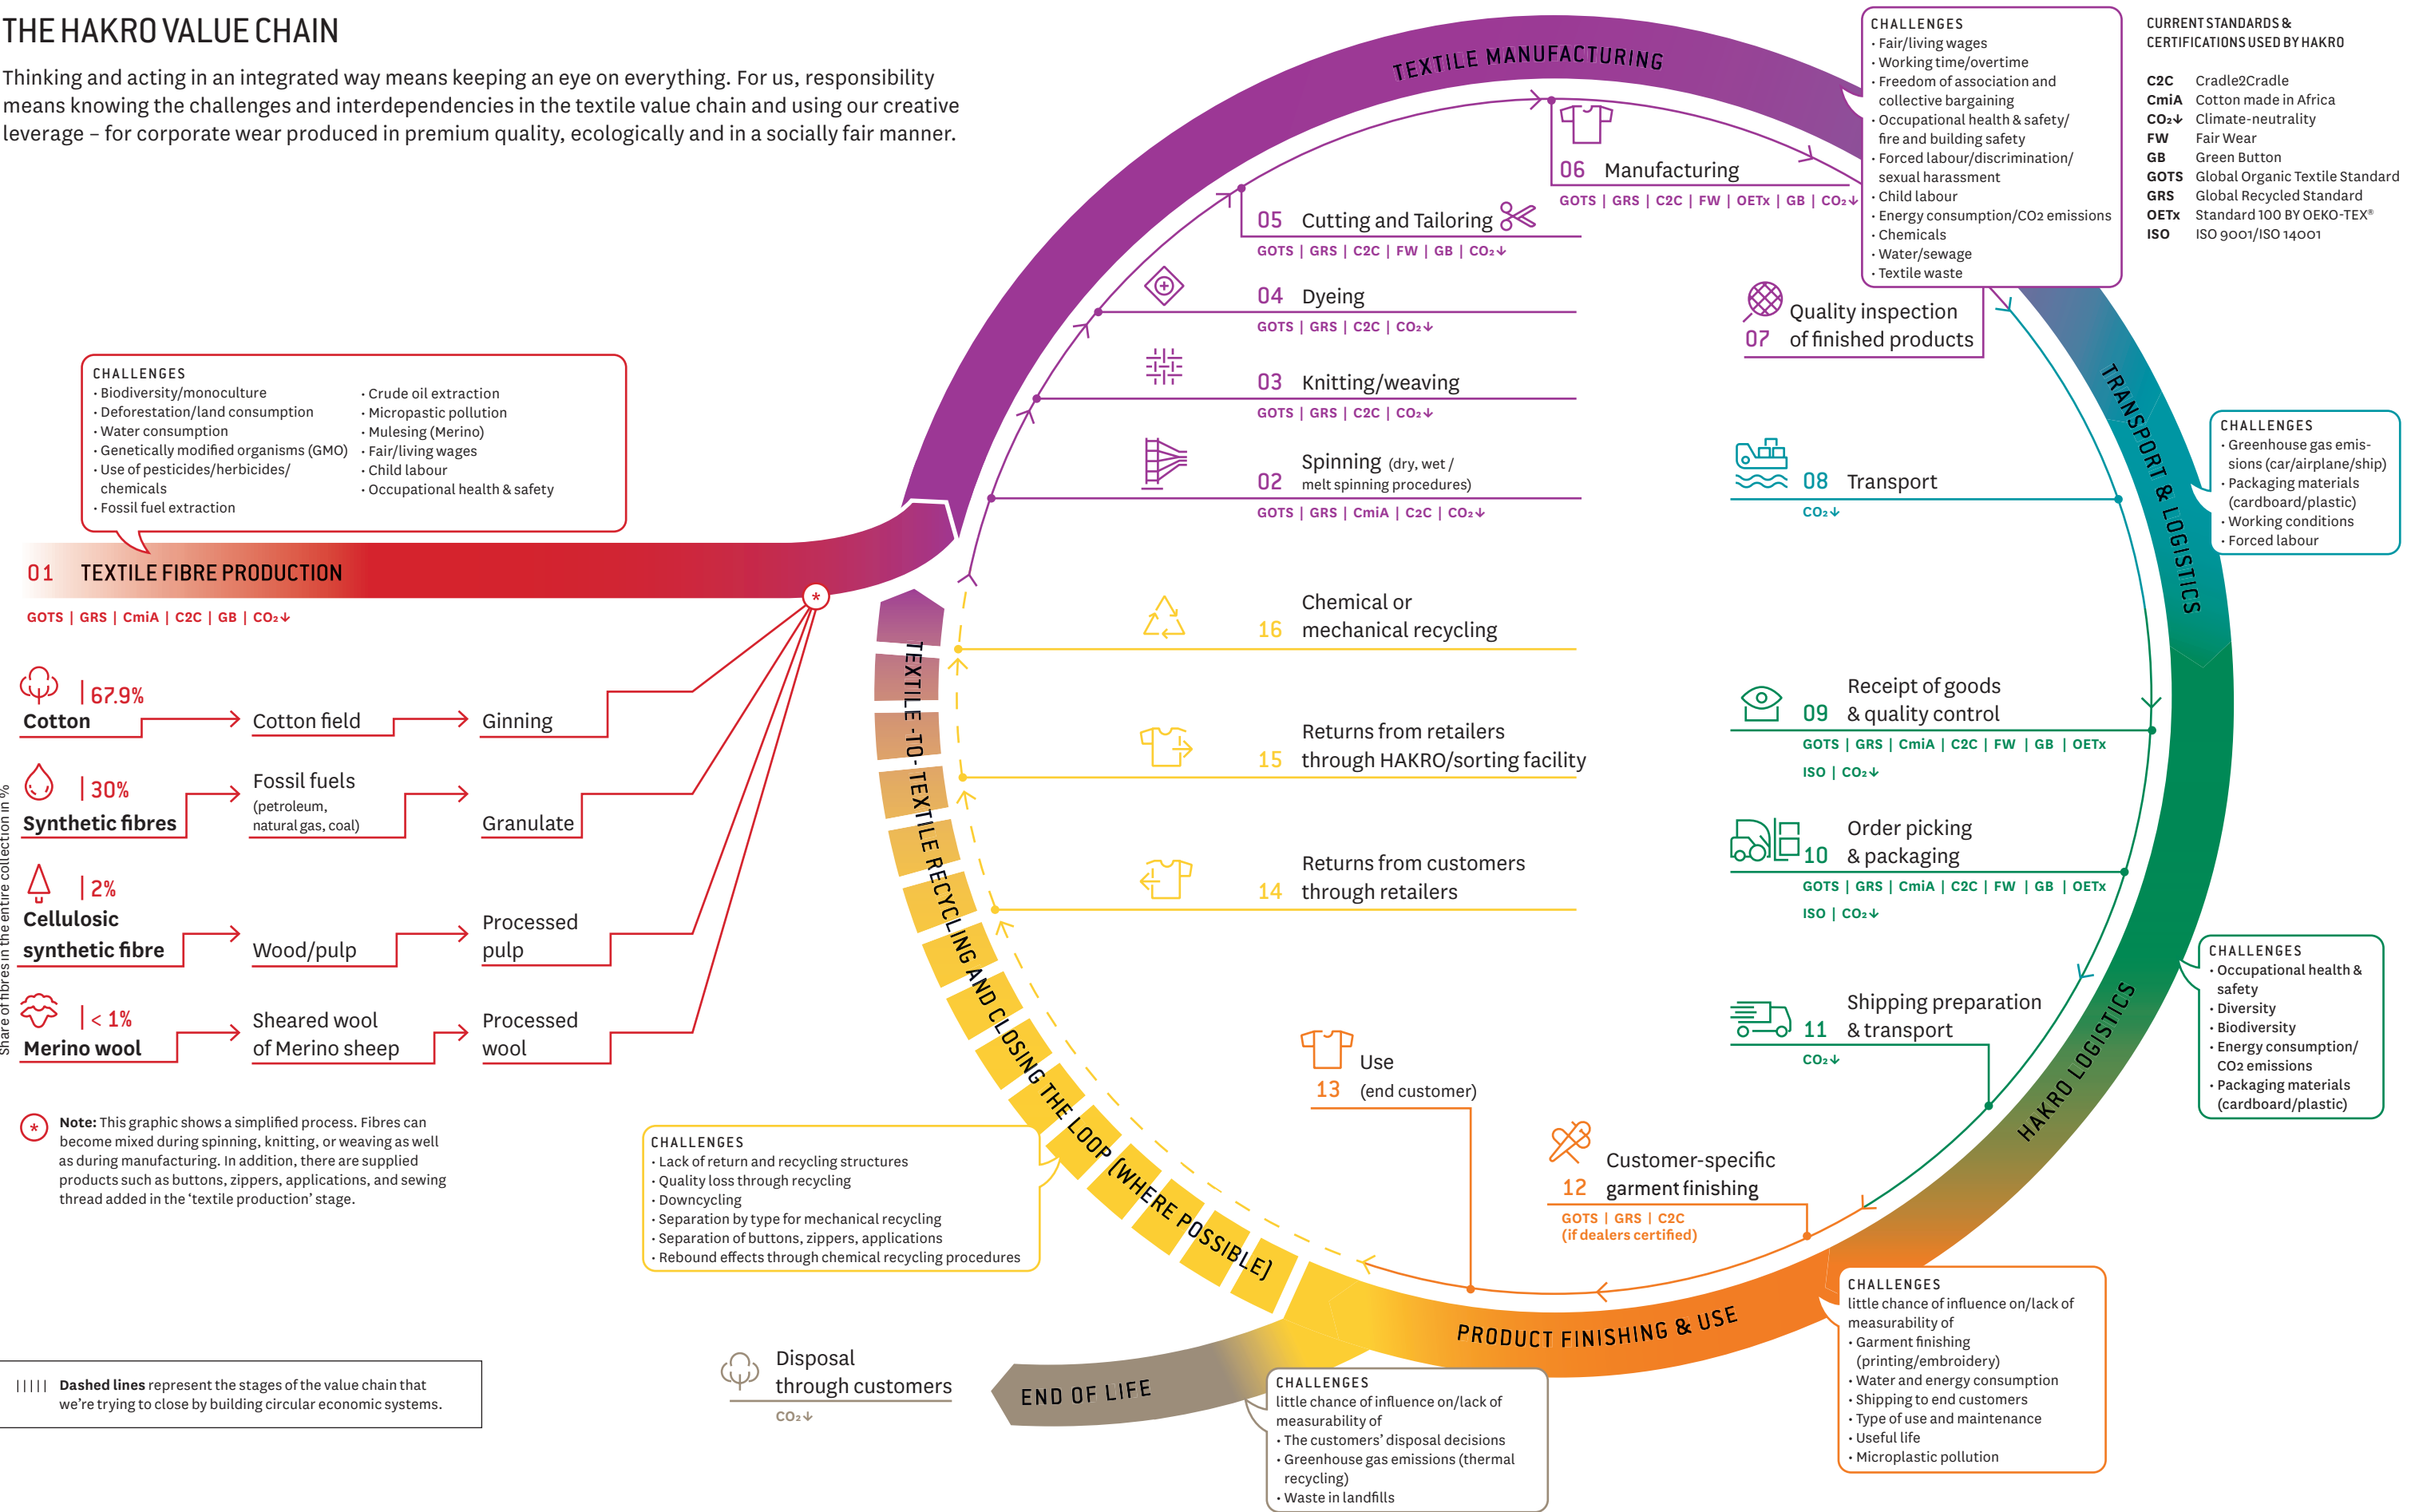 THE HAKRO VALUE CHAIN
Thinking and acting in an integrated way means keeping an eye on everything. For us, responsibility
means knowing the challenges and interdependencies in the textile value chain and using our creative
leverage – for corporate wear produced in premium quality, ecologically and in a socially fair manner.
CURRENT STANDARDS &
CERTIFICATIONS USED BY HAKRO
C2C Cradle2Cradle
CmiA Cotton made in Africa
CO₂↓ Climate-neutrality
FW Fair Wear
GB Green Button
GOTS Global Organic Textile Standard
GRS Global Recycled Standard
OETx Standard 100 BY OEKO-TEX®
ISO ISO 9001/ISO 14001
CHALLENGES
· Biodiversity/monoculture
· Deforestation/land consumption
· Water consumption
· Genetically modified organisms (GMO)
· Use of pesticides/herbicides/
chemicals
· Fossil fuel extraction
· Crude oil extraction
· Micropastic pollution
· Mulesing (Merino)
· Fair/living wages
· Child labour
· Occupational health & safety
01 TEXTILE FIBRE PRODUCTION
GOTS | GRS | CmiA | C2C | GB | CO₂↓
Share of fibres in the entire collection in %
67.9%
Cotton
Cotton field
Ginning
30%
Synthetic fibres
Fossil fuels
(petroleum,
natural gas, coal)
Granulate
2%
Cellulosic
synthetic fibre
Wood/pulp
Processed
pulp
< 1%
Merino wool
Sheared wool
of Merino sheep
Processed
wool
*
* Note: This graphic shows a simplified process. Fibres can
become mixed during spinning, knitting, or weaving as well
as during manufacturing. In addition, there are supplied
products such as buttons, zippers, applications, and sewing
thread added in the ‘textile production’ stage.
Dashed lines represent the stages of the value chain that
we’re trying to close by building circular economic systems.
TEXTILE MANUFACTURING
CHALLENGES
· Fair/living wages
· Working time/overtime
· Freedom of association and
collective bargaining
· Occupational health & safety/
fire and building safety
· Forced labour/discrimination/
sexual harassment
· Child labour
· Energy consumption/CO2 emissions
· Chemicals
· Water/sewage
· Textile waste
02 Spinning (dry, wet /
melt spinning procedures)
GOTS | GRS | CmiA | C2C | CO₂↓
03 Knitting/weaving
GOTS | GRS | C2C | CO₂↓
04 Dyeing
GOTS | GRS | C2C | CO₂↓
05 Cutting and Tailoring
GOTS | GRS | C2C | FW | GB | CO₂↓
06 Manufacturing
GOTS | GRS | C2C | FW | OETx | GB | CO₂↓
07 Quality inspection
of finished products
TRANSPORT & LOGISTICS
CHALLENGES
· Greenhouse gas emis-
sions (car/airplane/ship)
· Packaging materials
(cardboard/plastic)
· Working conditions
· Forced labour
08 Transport
CO₂↓
HAKRO LOGISTICS
09 Receipt of goods
& quality control
GOTS | GRS | CmiA | C2C | FW | GB | OETx
ISO | CO₂↓
10 Order picking
& packaging
GOTS | GRS | CmiA | C2C | FW | GB | OETx
ISO | CO₂↓
11 Shipping preparation
& transport
CO₂↓
CHALLENGES
· Occupational health &
safety
· Diversity
· Biodiversity
· Energy consumption/
CO2 emissions
· Packaging materials
(cardboard/plastic)
PRODUCT FINISHING & USE
12 Customer-specific
garment finishing
GOTS | GRS | C2C
(if dealers certified)
13 Use
(end customer)
CHALLENGES
little chance of influence on/lack of
measurability of
· Garment finishing
(printing/embroidery)
· Water and energy consumption
· Shipping to end customers
· Type of use and maintenance
· Useful life
· Microplastic pollution
TEXTILE-TO-TEXTILE RECYCLING AND CLOSING THE LOOP (WHERE POSSIBLE)
14 Returns from customers
through retailers
15 Returns from retailers
through HAKRO/sorting facility
16 Chemical or
mechanical recycling
CHALLENGES
· Lack of return and recycling structures
· Quality loss through recycling
· Downcycling
· Separation by type for mechanical recycling
· Separation of buttons, zippers, applications
· Rebound effects through chemical recycling procedures
END OF LIFE
Disposal
through customers
CO₂↓
CHALLENGES
little chance of influence on/lack of
measurability of
· The customers’ disposal decisions
· Greenhouse gas emissions (thermal
recycling)
· Waste in landfills